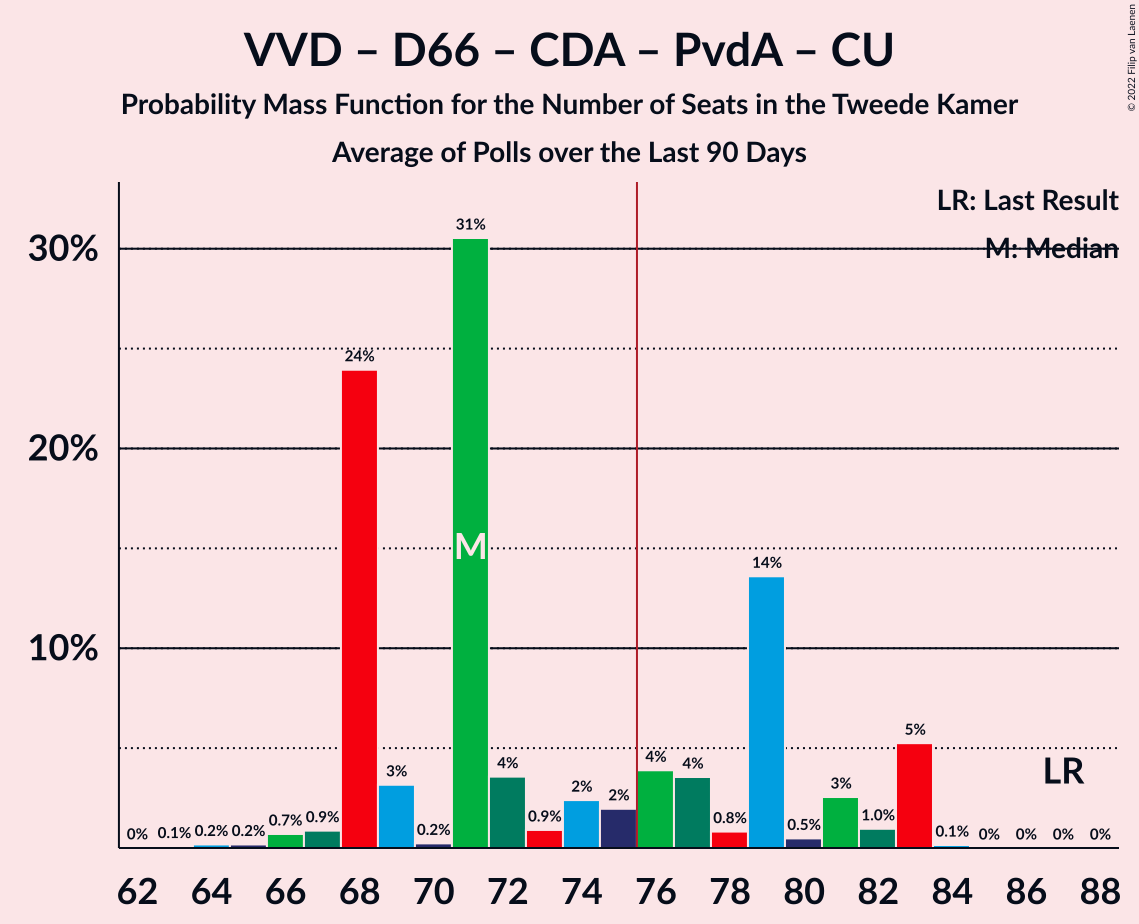 VVD – D66 – CDA – PvdA – CU
Probability Mass Function for the Number of Seats in the Tweede Kamer
Average of Polls over the Last 90 Days
© 2022 Filip van Laenen
LR: Last Result
M: Median
30%
20%
10%
0% 0.1% 0.2% 0.2% 0.7% 0.9% 24% 3% 0.2% 31% 4% 0.9% 2% 2% 4% 4% 0.8% 14% 0.5% 3% 1.0% 5% 0.1% 0% 0% 0% 0%
M
LR
62 64 66 68 70 72 74 76 78 80 82 84 86 88